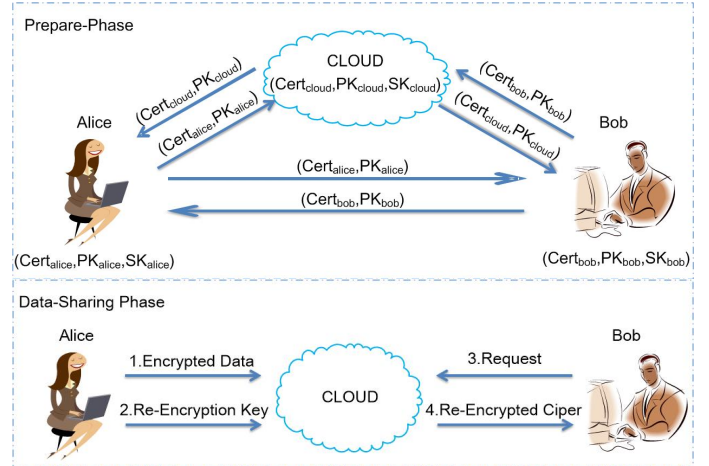 Prepare-Phase
CLOUD
(Cert_cloud,PK_cloud,SK_cloud)
(Cert_cloud,PK_cloud)
(Cert_alice,PK_alice)
(Cert_bob,PK_bob)
(Cert_cloud,PK_cloud)
Alice
Bob
(Cert_alice,PK_alice)
(Cert_bob,PK_bob)
(Cert_alice,PK_alice,SK_alice)
(Cert_bob,PK_bob,SK_bob)
Data-Sharing Phase
Alice
Bob
1.Encrypted Data
3.Request
CLOUD
2.Re-Encryption Key
4.Re-Encrypted Ciper